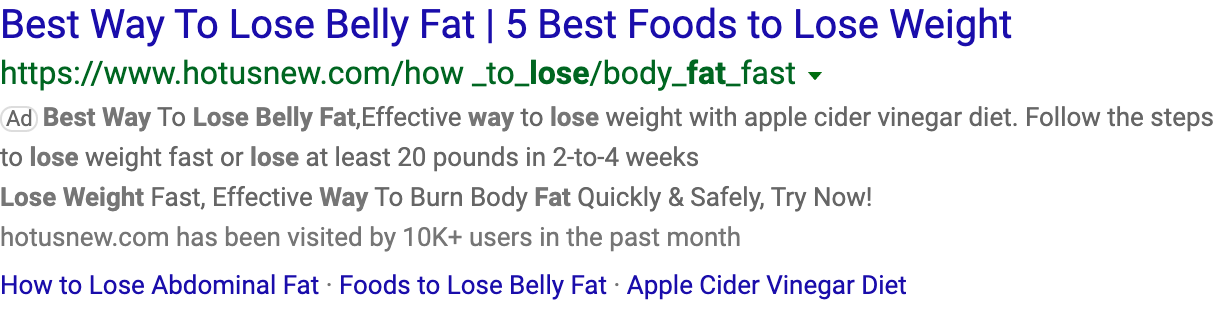 Best Way To Lose Belly Fat | 5 Best Foods to Lose Weight
https://www.hotusnew.com/how _to_lose/body_fat_fast
Ad Best Way To Lose Belly Fat,Effective way to lose weight with apple cider vinegar diet. Follow the steps
to lose weight fast or lose at least 20 pounds in 2-to-4 weeks
Lose Weight Fast, Effective Way To Burn Body Fat Quickly & Safely, Try Now!
hotusnew.com has been visited by 10K+ users in the past month
How to Lose Abdominal Fat · Foods to Lose Belly Fat · Apple Cider Vinegar Diet